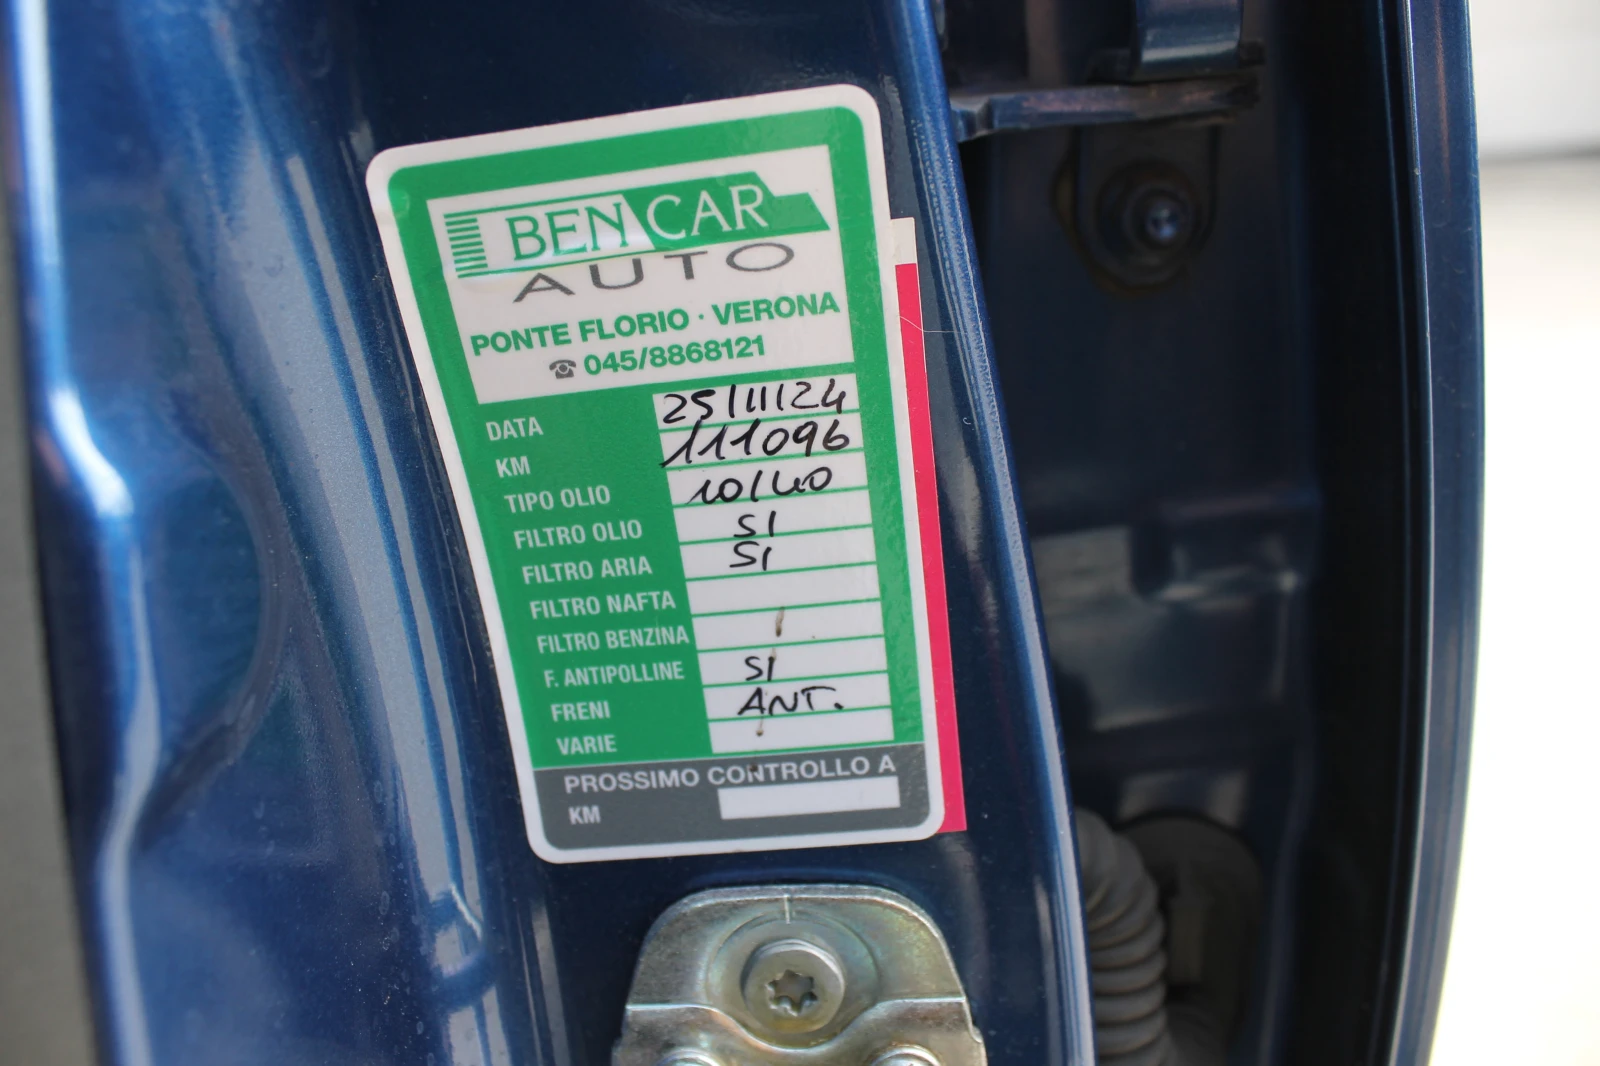 BEN CAR
AUTO
PONTE FLORIO · VERONA
☎ 045/8868121
DATA 25/11/24
KM 111096
TIPO OLIO 10/40
FILTRO OLIO SI
FILTRO ARIA SI
FILTRO NAFTA
FILTRO BENZINA
F. ANTIPOLLINE SI
FRENI ANT.
VARIE
PROSSIMO CONTROLLO A
KM